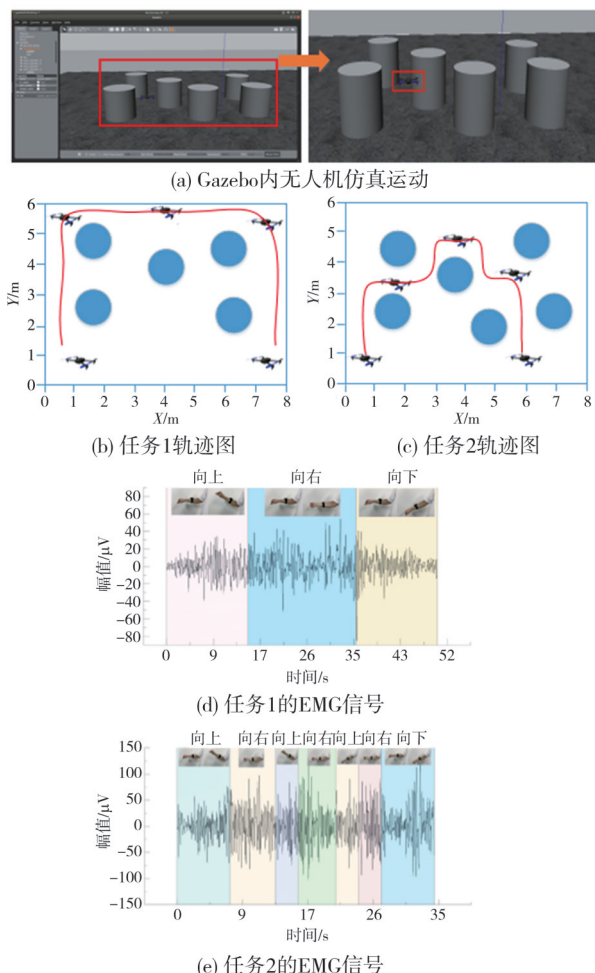 (a) Gazebo内无人机仿真运动
6
5
4
3
2
1
0
Y/m
0 1 2 3 4 5 6 7 8
X/m
(b) 任务1轨迹图
6
5
4
3
2
1
0
Y/m
0 1 2 3 4 5 6 7 8
X/m
(c) 任务2轨迹图
向上 向右 向下
80
60
40
20
0
−20
−40
−60
−80
幅值/μV
0 9 17 26 35 43 52
时间/s
(d) 任务1的EMG信号
向上 向右 向上 向右 向上 向右 向下
150
100
50
0
−50
−100
−150
幅值/μV
0 9 17 26 35
时间/s
(e) 任务2的EMG信号